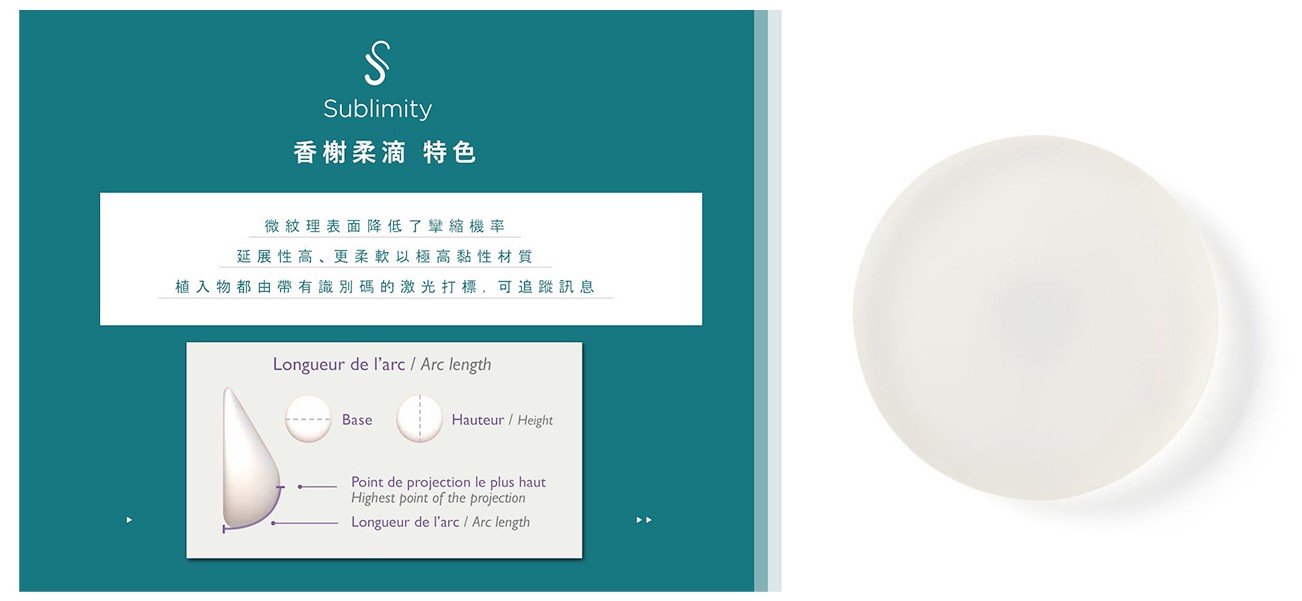 Sublimity
香榭柔滴 特色
微紋理表面降低了攣縮機率
延展性高、更柔軟以極高黏性材質
植入物都由帶有識別碼的激光打標，可追蹤訊息
Longueur de l'arc / Arc length
Base
Hauteur / Height
Point de projection le plus haut
Highest point of the projection
Longueur de l'arc / Arc length